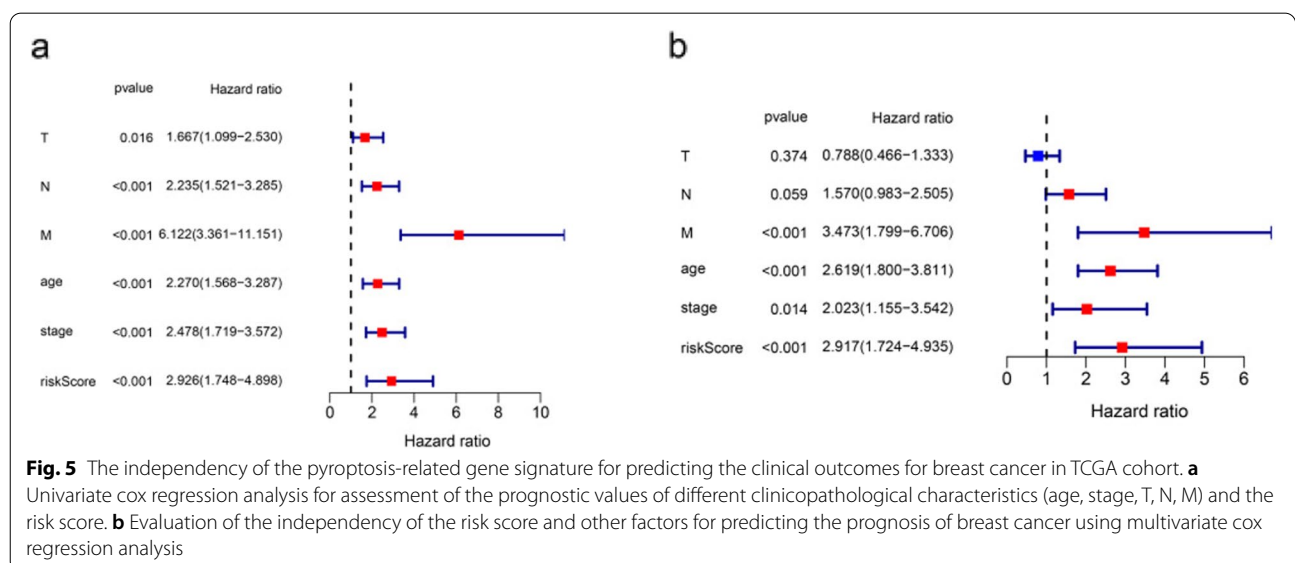 a
pvalue Hazard ratio
T 0.016 1.667(1.099−2.530)
N <0.001 2.235(1.521−3.285)
M <0.001 6.122(3.361−11.151)
age <0.001 2.270(1.568−3.287)
stage <0.001 2.478(1.719−3.572)
riskScore <0.001 2.926(1.748−4.898)
0 2 4 6 8 10
Hazard ratio
b
pvalue Hazard ratio
T 0.374 0.788(0.466−1.333)
N 0.059 1.570(0.983−2.505)
M <0.001 3.473(1.799−6.706)
age <0.001 2.619(1.800−3.811)
stage 0.014 2.023(1.155−3.542)
riskScore <0.001 2.917(1.724−4.935)
0 1 2 3 4 5 6
Hazard ratio
Fig. 5 The independency of the pyroptosis-related gene signature for predicting the clinical outcomes for breast cancer in TCGA cohort. a
Univariate cox regression analysis for assessment of the prognostic values of different clinicopathological characteristics (age, stage, T, N, M) and the
risk score. b Evaluation of the independency of the risk score and other factors for predicting the prognosis of breast cancer using multivariate cox
regression analysis